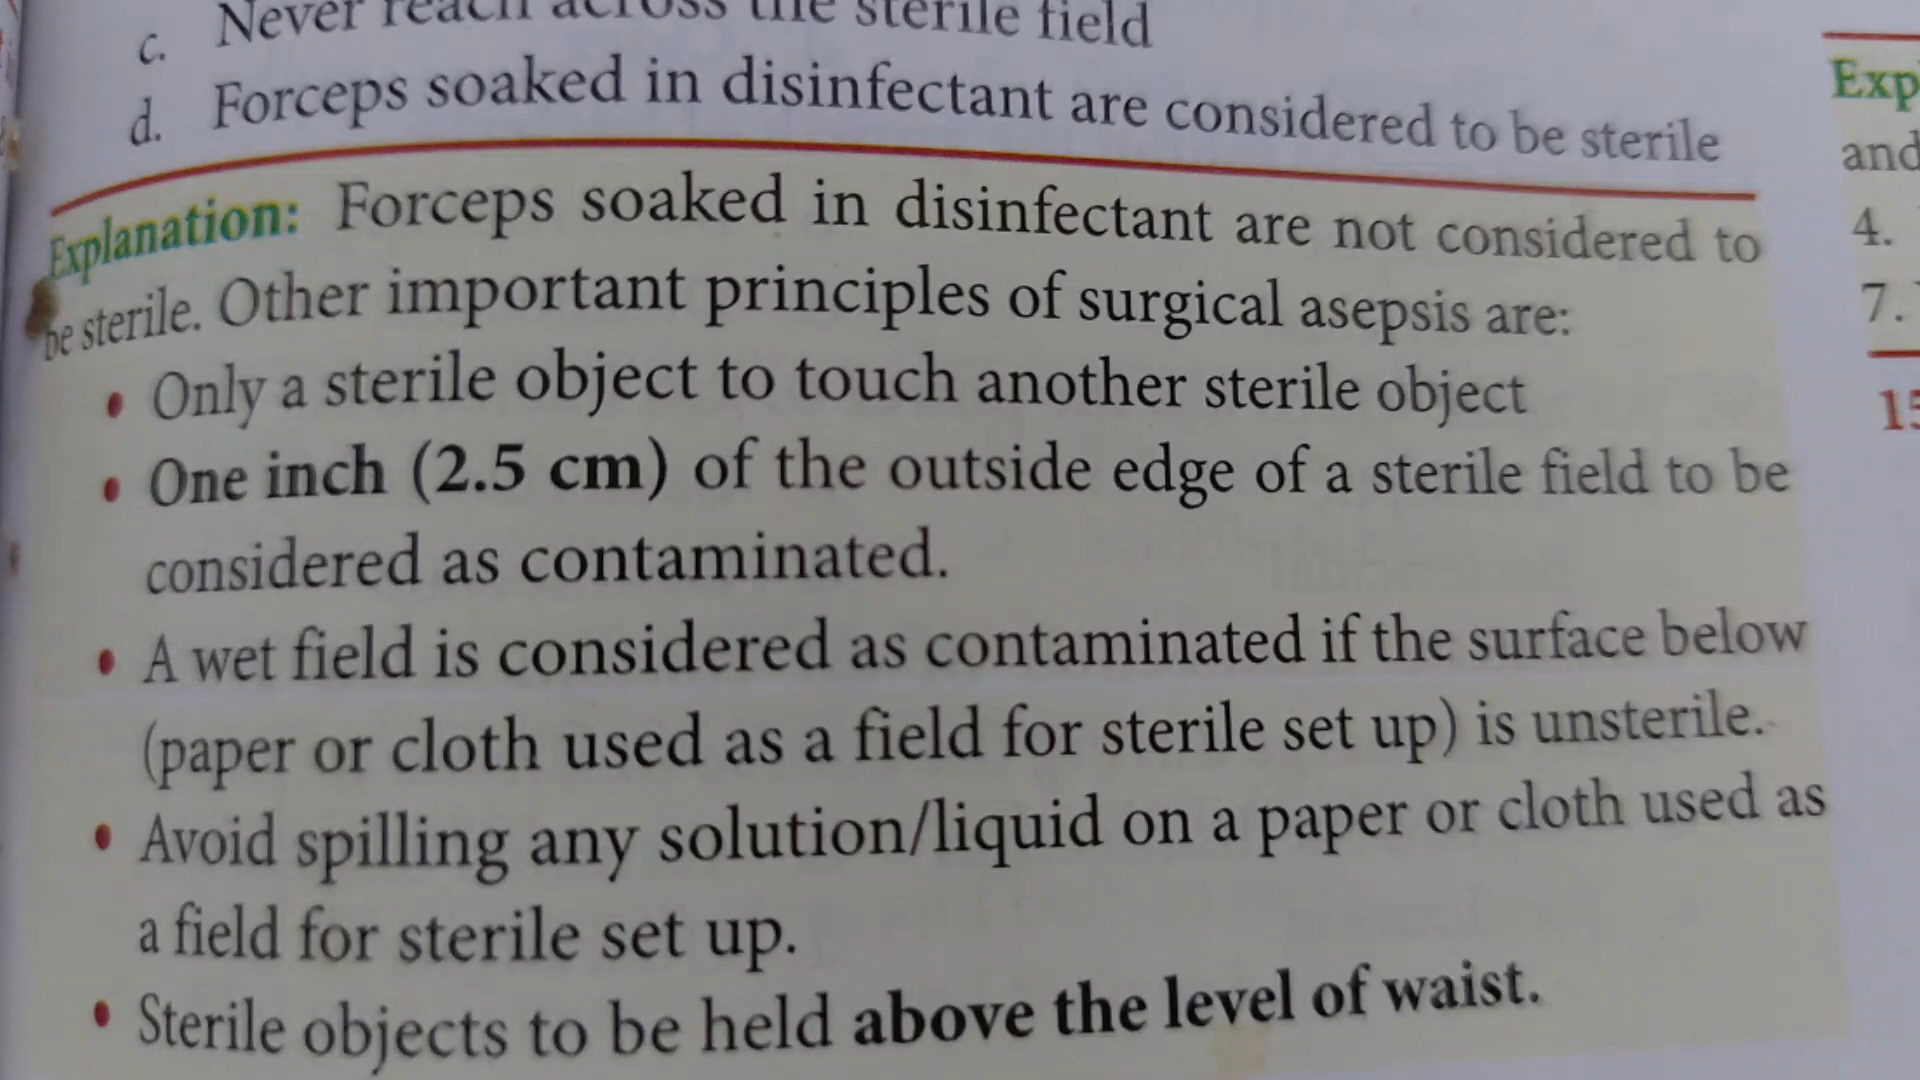 c. Never reach across the sterile field
d. Forceps soaked in disinfectant are considered to be sterile
Explanation: Forceps soaked in disinfectant are not considered to
be sterile. Other important principles of surgical asepsis are:
• Only a sterile object to touch another sterile object
• One inch (2.5 cm) of the outside edge of a sterile field to be
considered as contaminated.
• A wet field is considered as contaminated if the surface below
(paper or cloth used as a field for sterile set up) is unsterile.
• Avoid spilling any solution/liquid on a paper or cloth used as
a field for sterile set up.
• Sterile objects to be held above the level of waist.
and
4.
7.